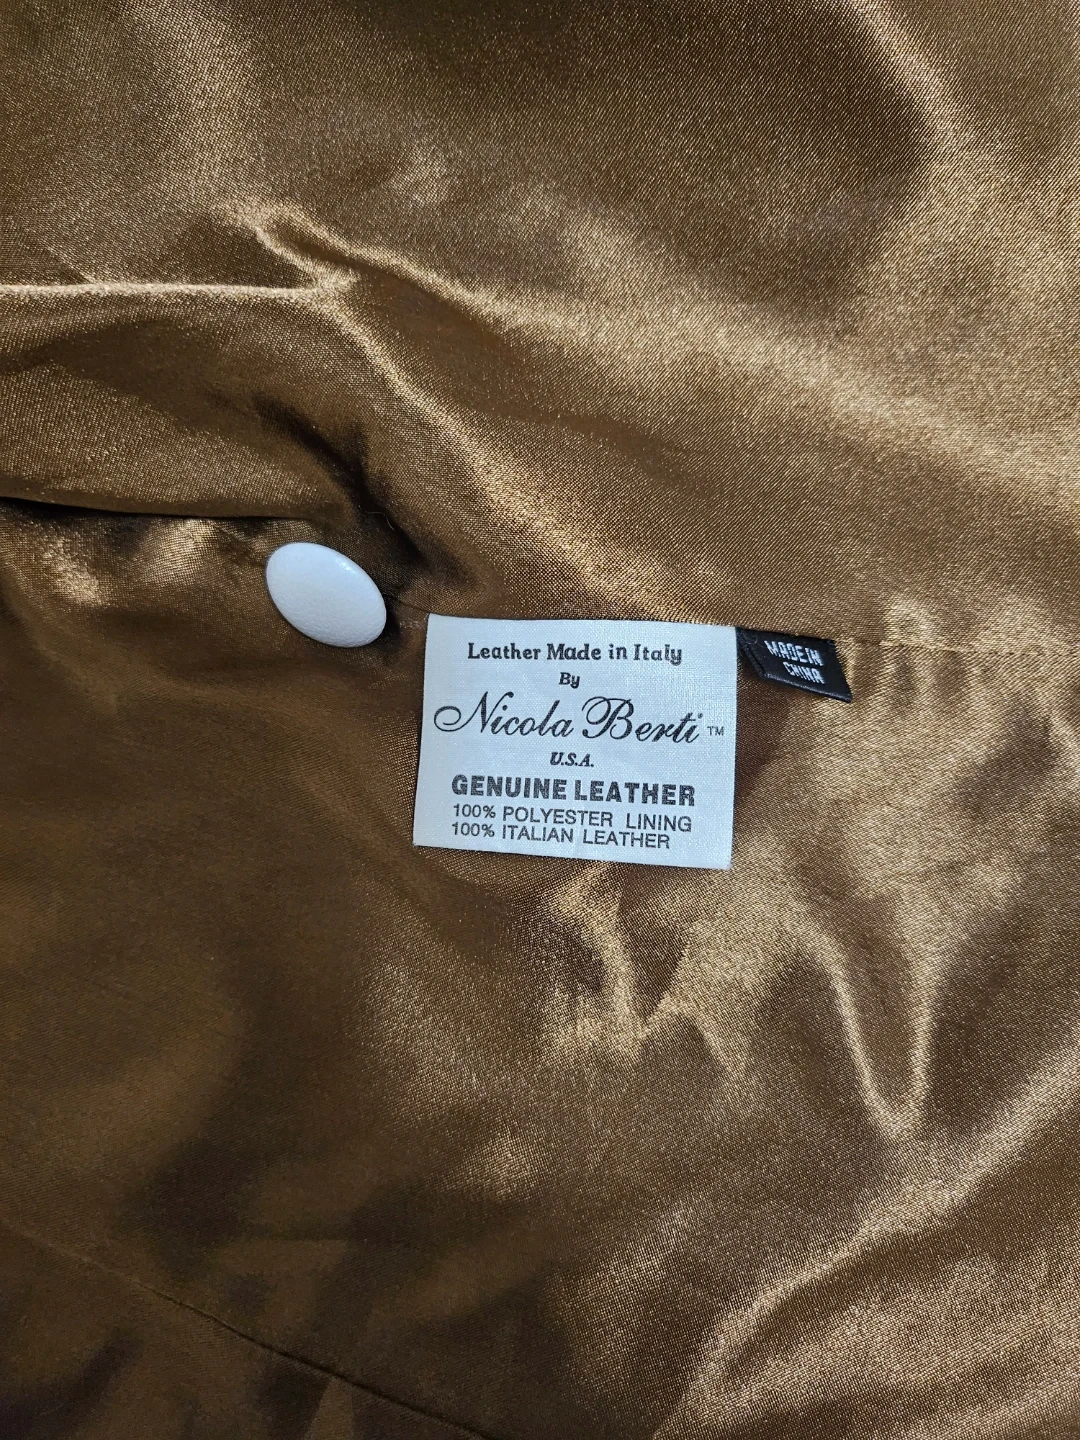 Leather Made in Italy
By
Nicola Berti™
U.S.A.
GENUINE LEATHER
100% POLYESTER LINING
100% ITALIAN LEATHER
MADE IN
CHINA